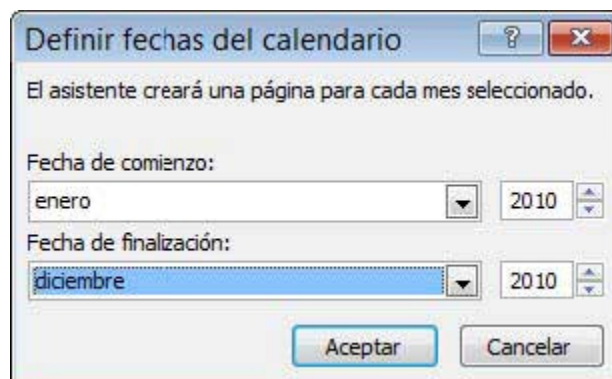 Definir fechas del calendario
El asistente creará una página para cada mes seleccionado.
Fecha de comienzo:
enero 2010
Fecha de finalización:
diciembre 2010
Aceptar Cancelar